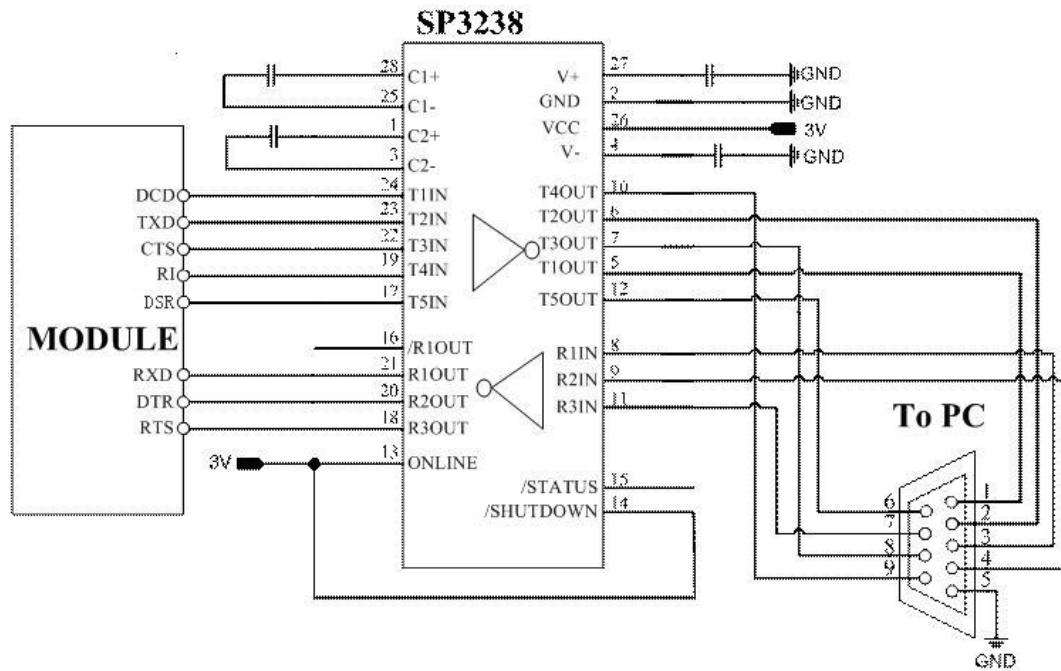 SP3238
28
C1+
25
C1-
1
C2+
3
C2-
24
T1IN
23
T2IN
22
T3IN
19
T4IN
17
T5IN
16
/R1OUT
21
R1OUT
20
R2OUT
18
R3OUT
13
ONLINE
DCD
TXD
CTS
RI
DSR
MODULE
RXD
DTR
RTS
3V
V+
27
GND
GND
2
GND
VCC
26
3V
V-
4
GND
T4OUT
10
T2OUT
6
T3OUT
7
T1OUT
5
T5OUT
12
R1IN
8
R2IN
9
R3IN
11
/STATUS
15
/SHUTDOWN
14
To PC
6
7
8
9
1
2
3
4
5
GND